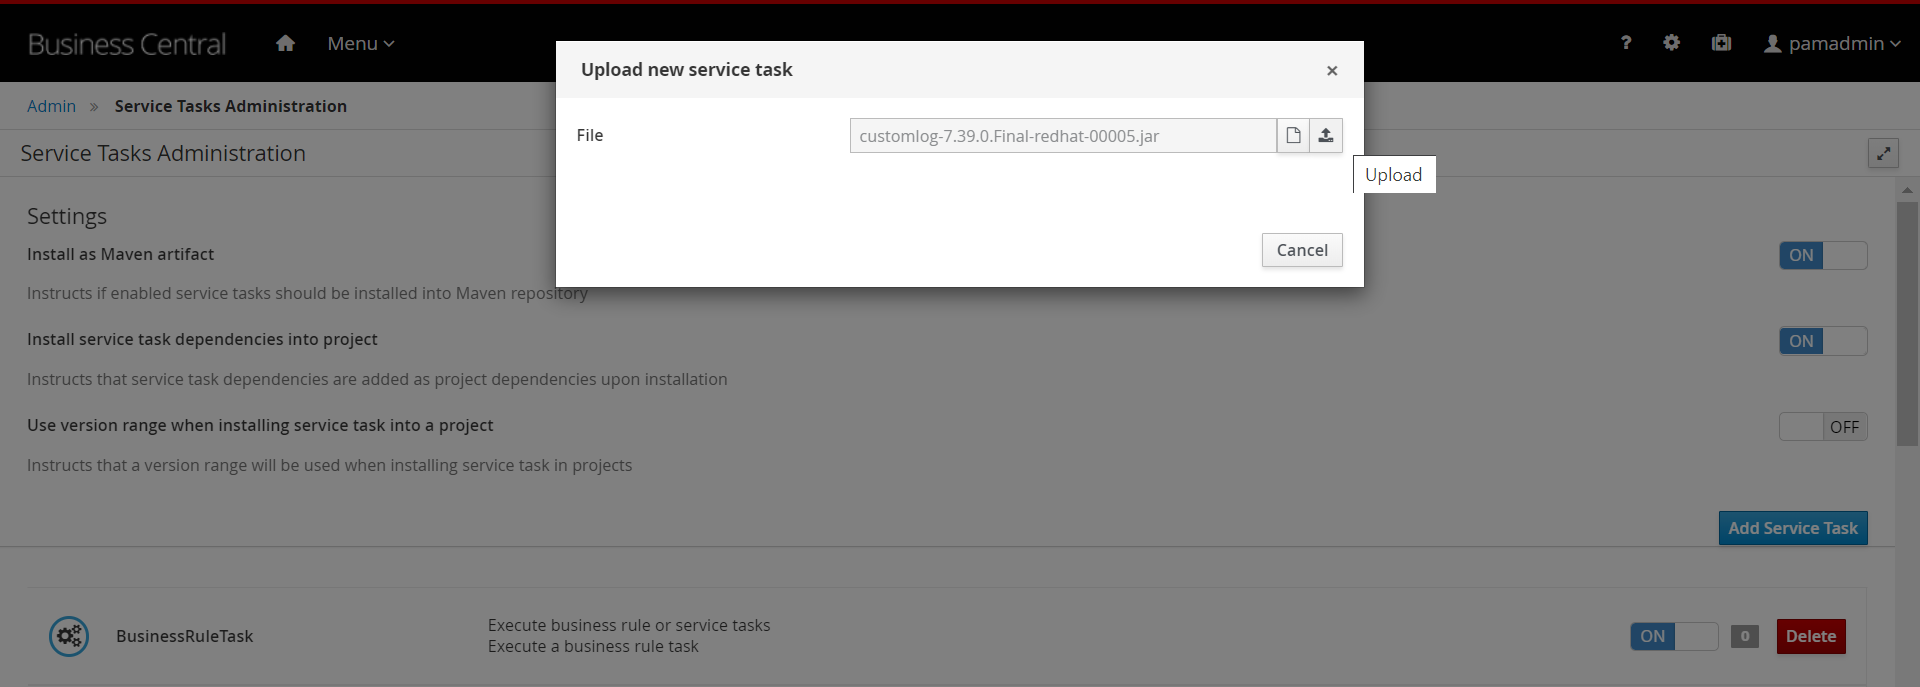 Business Central Menu ? pamadmin
Upload new service task ×
Admin » Service Tasks Administration
File customlog-7.39.0.Final-redhat-00005.jar
Service Tasks Administration
Upload
Settings
Install as Maven artifact ON
Cancel
Instructs if enabled service tasks should be installed into Maven repository
Install service task dependencies into project ON
Instructs that service task dependencies are added as project dependencies upon installation
Use version range when installing service task into a project OFF
Instructs that a version range will be used when installing service task in projects
Add Service Task
BusinessRuleTask
Execute business rule or service tasks
Execute a business rule task
ON 0 Delete